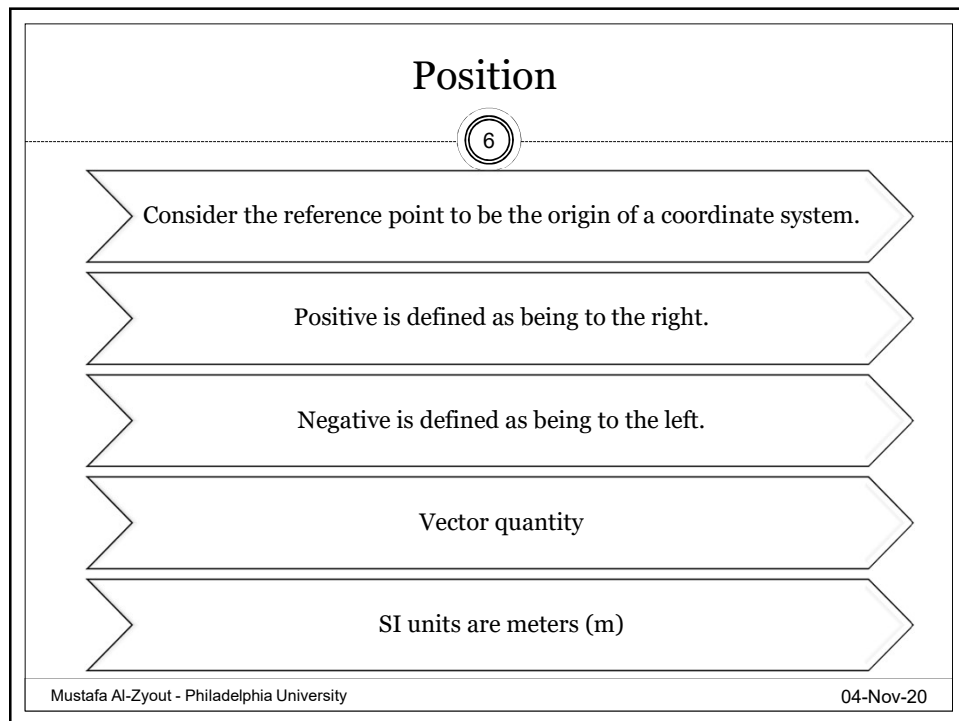 Position
6
Consider the reference point to be the origin of a coordinate system.
Positive is defined as being to the right.
Negative is defined as being to the left.
Vector quantity
SI units are meters (m)
Mustafa Al-Zyout - Philadelphia University
04-Nov-20